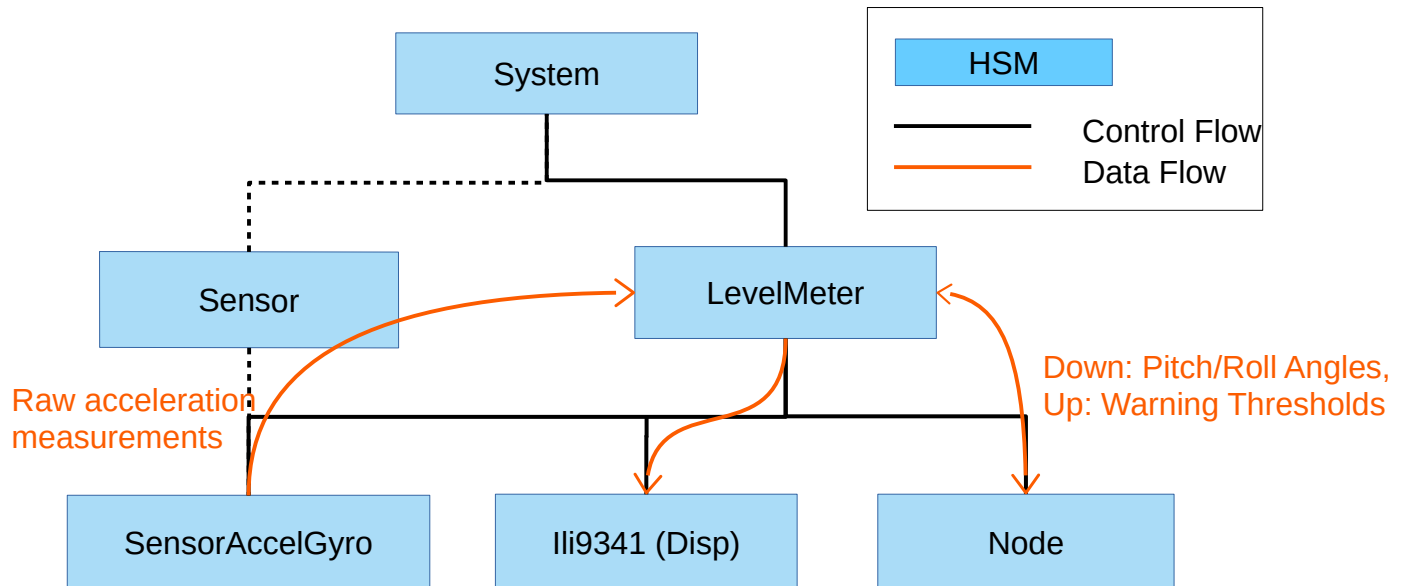 System
HSM
Control Flow
Data Flow
Sensor
LevelMeter
Raw acceleration
measurements
Down: Pitch/Roll Angles,
Up: Warning Thresholds
SensorAccelGyro
Ili9341 (Disp)
Node